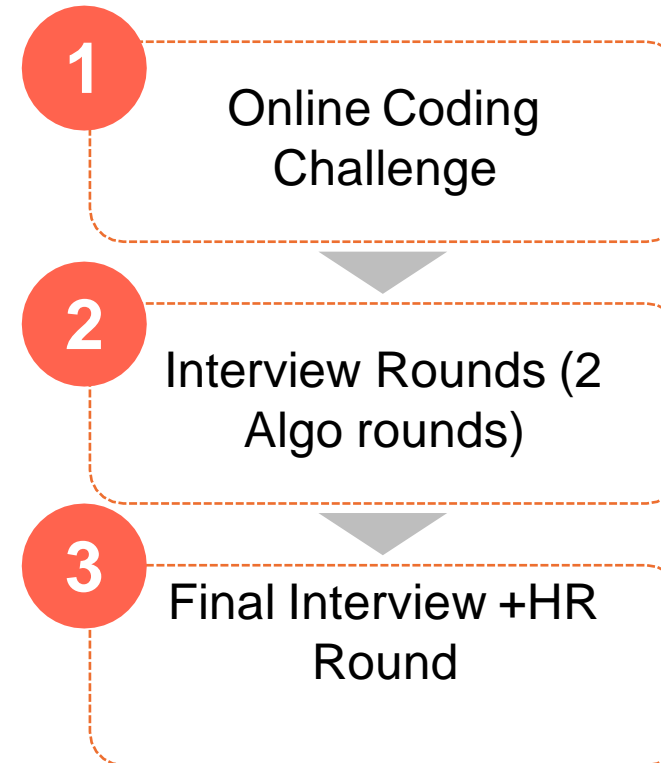 1
Online Coding
Challenge
2
Interview Rounds (2
Algo rounds)
3
Final Interview +HR
Round